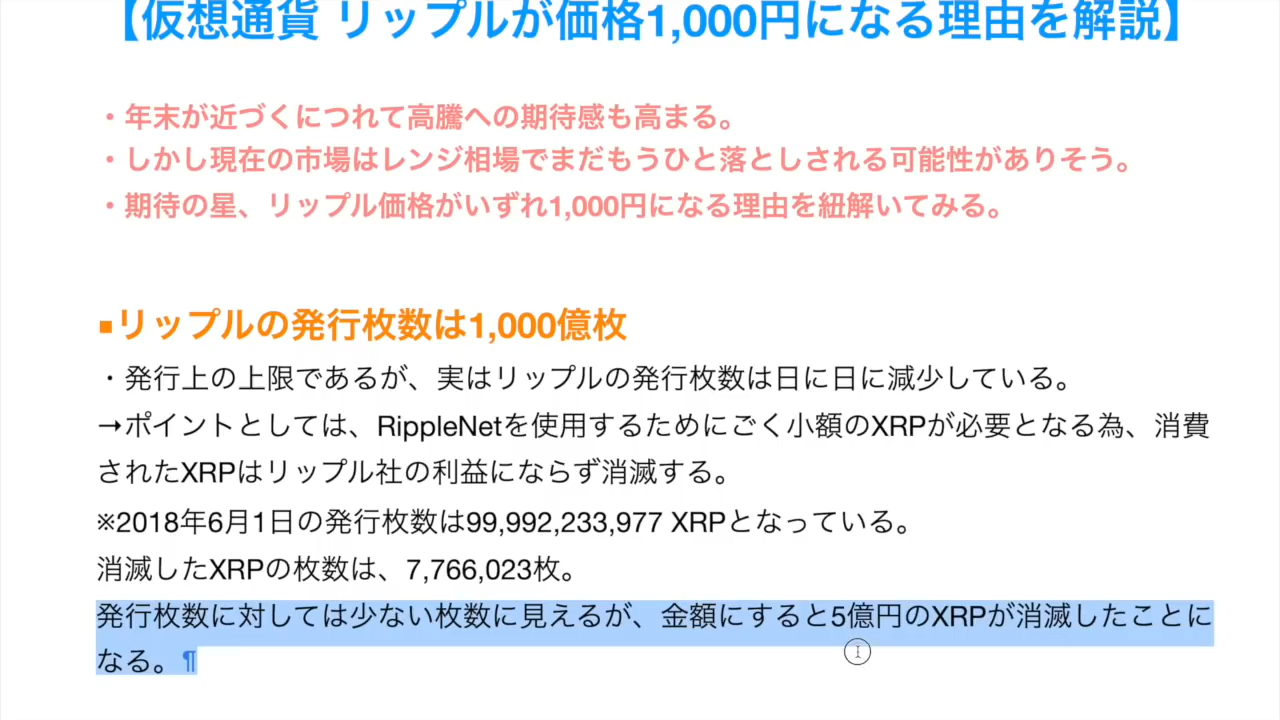 【仮想通貨 リップルが価格1,000円になる理由を解説】
・年末が近づくにつれて高騰への期待感も高まる。
・しかし現在の市場はレンジ相場でまだもうひと落としされる可能性がありそう。
・期待の星、リップル価格がいずれ1,000円になる理由を紐解いてみる。
■リップルの発行枚数は1,000億枚
・発行上の上限であるが、実はリップルの発行枚数は日に日に減少している。
→ポイントとしては、RippleNetを使用するためにごく小額のXRPが必要となる為、消費
されたXRPはリップル社の利益にならず消滅する。
※2018年6月1日の発行枚数は99,992,233,977 XRPとなっている。
消滅したXRPの枚数は、7,766,023枚。
発行枚数に対しては少ない枚数に見えるが、金額にすると5億円のXRPが消滅したことに
なる。¶